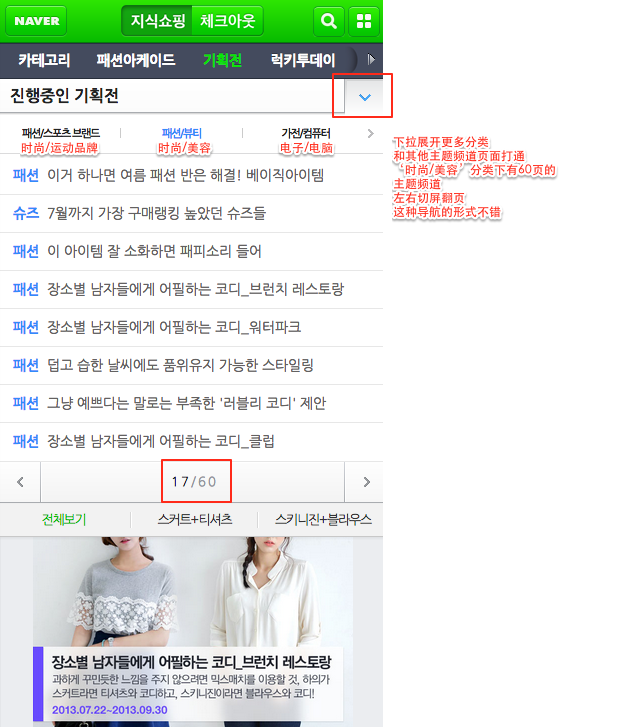 NAVER
지식쇼핑 체크아웃
카테고리 패션아케이드 기획전 럭키투데이
진행중인 기획전
패션/스포츠 브랜드 패션/뷰티 가전/컴퓨터
时尚/运动品牌 时尚/美容 电子/电脑
下拉展开更多分类
和其他主题频道页面打通
‘时尚/美容’分类下有60页的
主题频道
左右切屏翻页
这种导航的形式不错
패션 이거 하나면 여름 패션 반은 해결! 베이직아이템
슈즈 7월까지 가장 구매랭킹 높았던 슈즈들
패션 이 아이템 잘 소화하면 패피소리 들어
패션 장소별 남자들에게 어필하는 코디_브런치 레스토랑
패션 장소별 남자들에게 어필하는 코디_워터파크
패션 덥고 습한 날씨에도 품위유지 가능한 스타일링
패션 그냥 예쁘다는 말로는 부족한 '러블리 코디' 제안
패션 장소별 남자들에게 어필하는 코디_클럽
17/60
전체보기 스커트+티셔츠 스키니진+블라우스
장소별 남자들에게 어필하는 코디_브런치 레스토랑
과하게 꾸민듯한 느낌을 주지 않으려면 믹스매치를 이용할 것, 하의가
스커트라면 티셔츠와 코디하고, 스키니진이라면 블라우스와 코디!
2013.07.22~2013.09.30